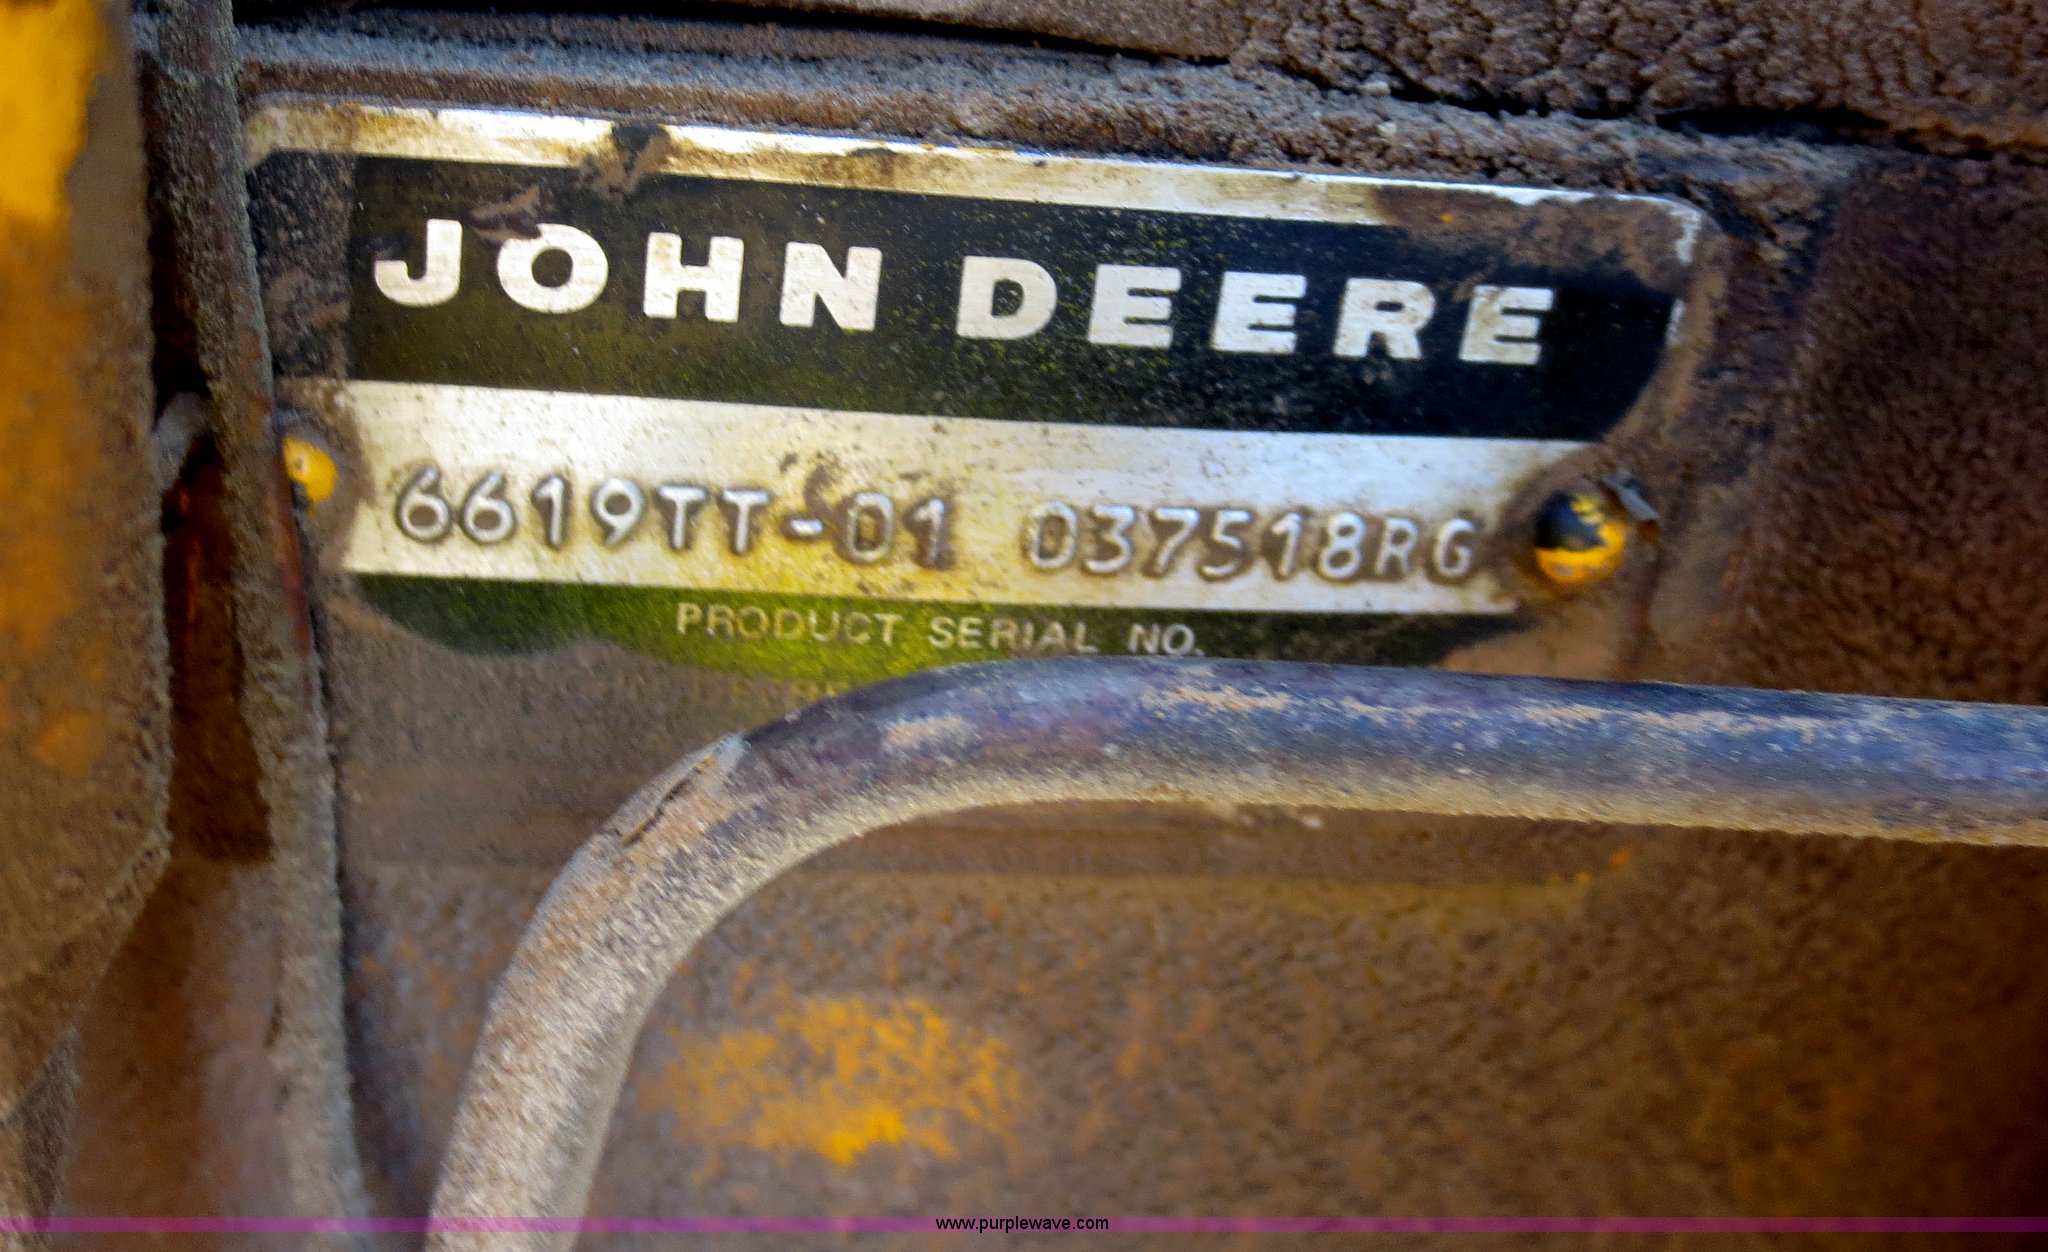 JOHN DEERE
6619TT-01 037518RG
PRODUCT SERIAL NO.
www.purplewave.com